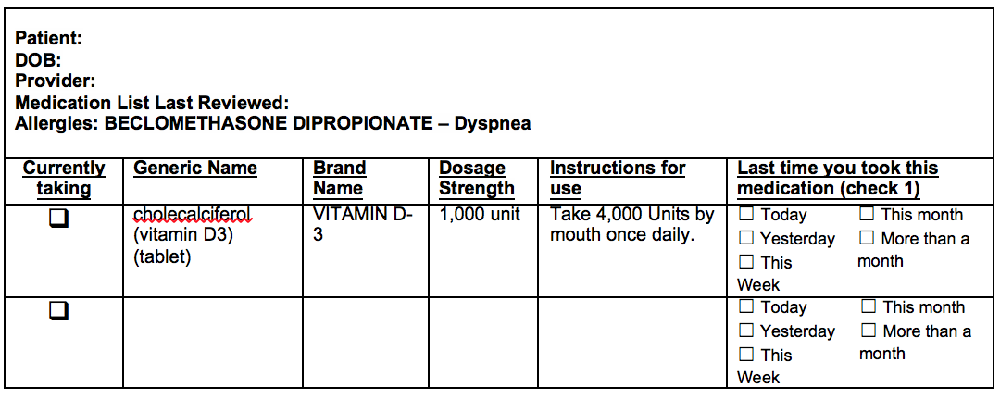 Patient:
DOB:
Provider:
Medication List Last Reviewed:
Allergies: BECLOMETHASONE DIPROPIONATE – Dyspnea
Currently taking
Generic Name
Brand Name
Dosage Strength
Instructions for use
Last time you took this medication (check 1)
❑
cholecalciferol
(vitamin D3)
(tablet)
VITAMIN D-
3
1,000 unit
Take 4,000 Units by
mouth once daily.
☐ Today ☐ This month
☐ Yesterday ☐ More than a
☐ This month
Week
❑
☐ Today ☐ This month
☐ Yesterday ☐ More than a
☐ This month
Week